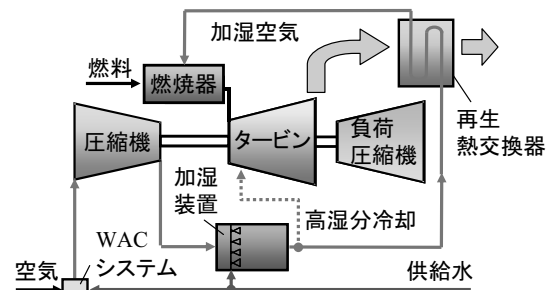 加湿空気
燃料
燃焼器
圧縮機
タービン
負荷
圧縮機
再生
熱交換器
加湿
装置
高湿分冷却
WAC
システム
空気
供給水